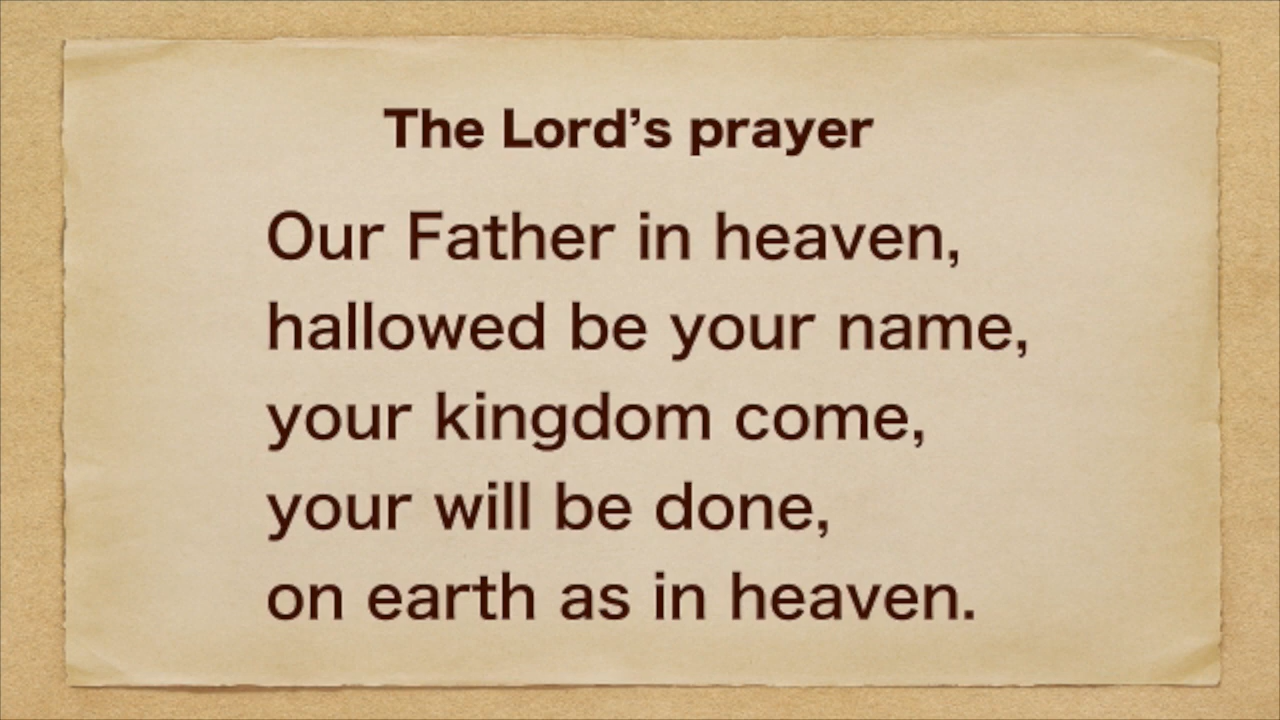 The Lord’s prayer
Our Father in heaven,
hallowed be your name,
your kingdom come,
your will be done,
on earth as in heaven.